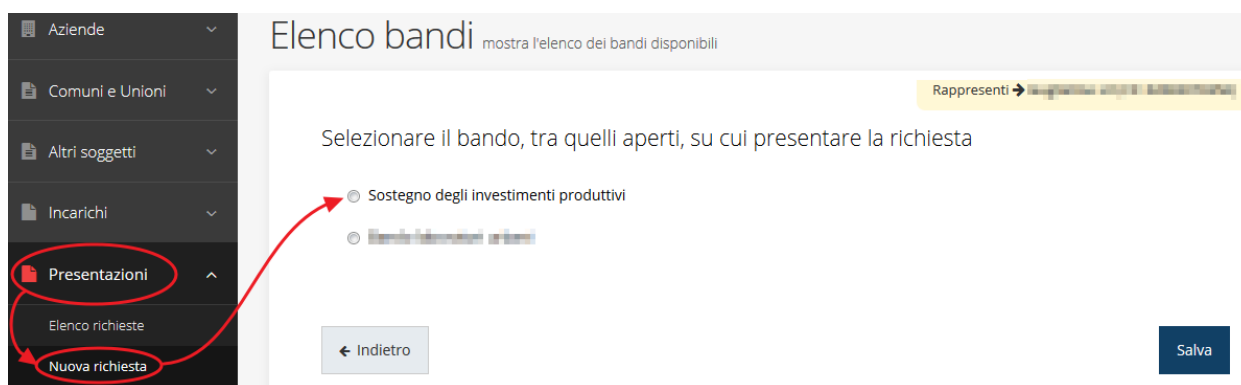 Aziende
Comuni e Unioni
Altri soggetti
Incarichi
Presentazioni
Elenco richieste
Nuova richiesta
Elenco bandi mostra l'elenco dei bandi disponibili
Rappresenti
Selezionare il bando, tra quelli aperti, su cui presentare la richiesta
Sostegno degli investimenti produttivi
Indietro
Salva